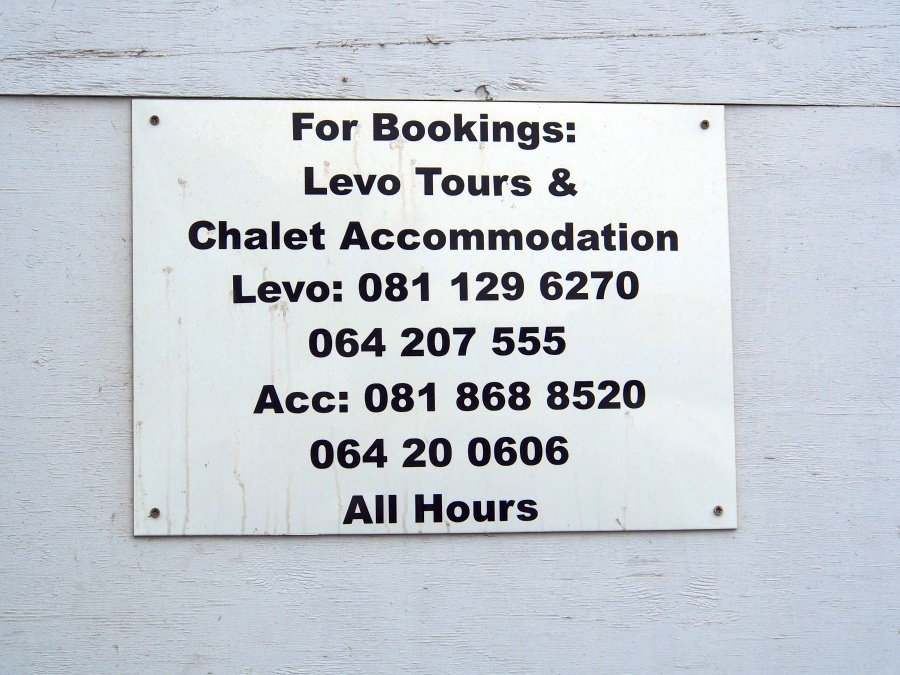 For Bookings:
Levo Tours &
Chalet Accommodation
Levo: 081 129 6270
064 207 555
Acc: 081 868 8520
064 20 0606
All Hours